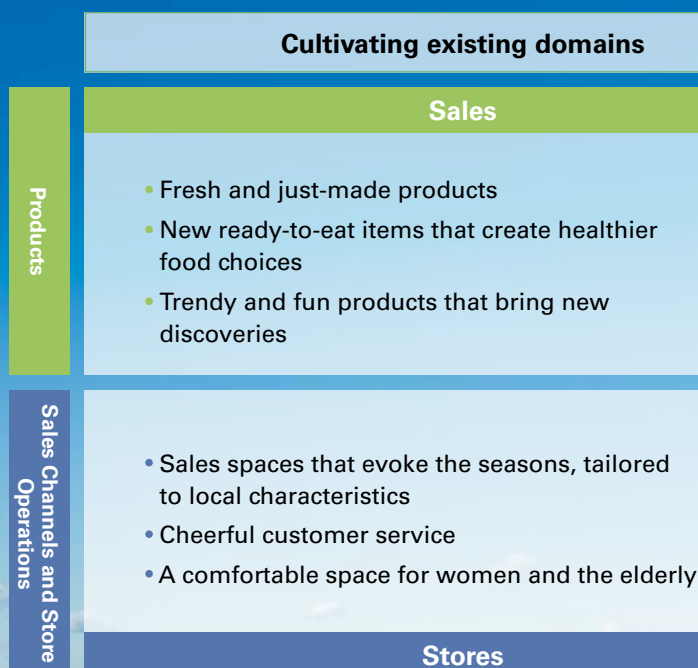 Cultivating existing domains
Sales
Products
• Fresh and just-made products
• New ready-to-eat items that create healthier
food choices
• Trendy and fun products that bring new
discoveries
Sales Channels and Store
Operations
• Sales spaces that evoke the seasons, tailored
to local characteristics
• Cheerful customer service
• A comfortable space for women and the elderly
Stores